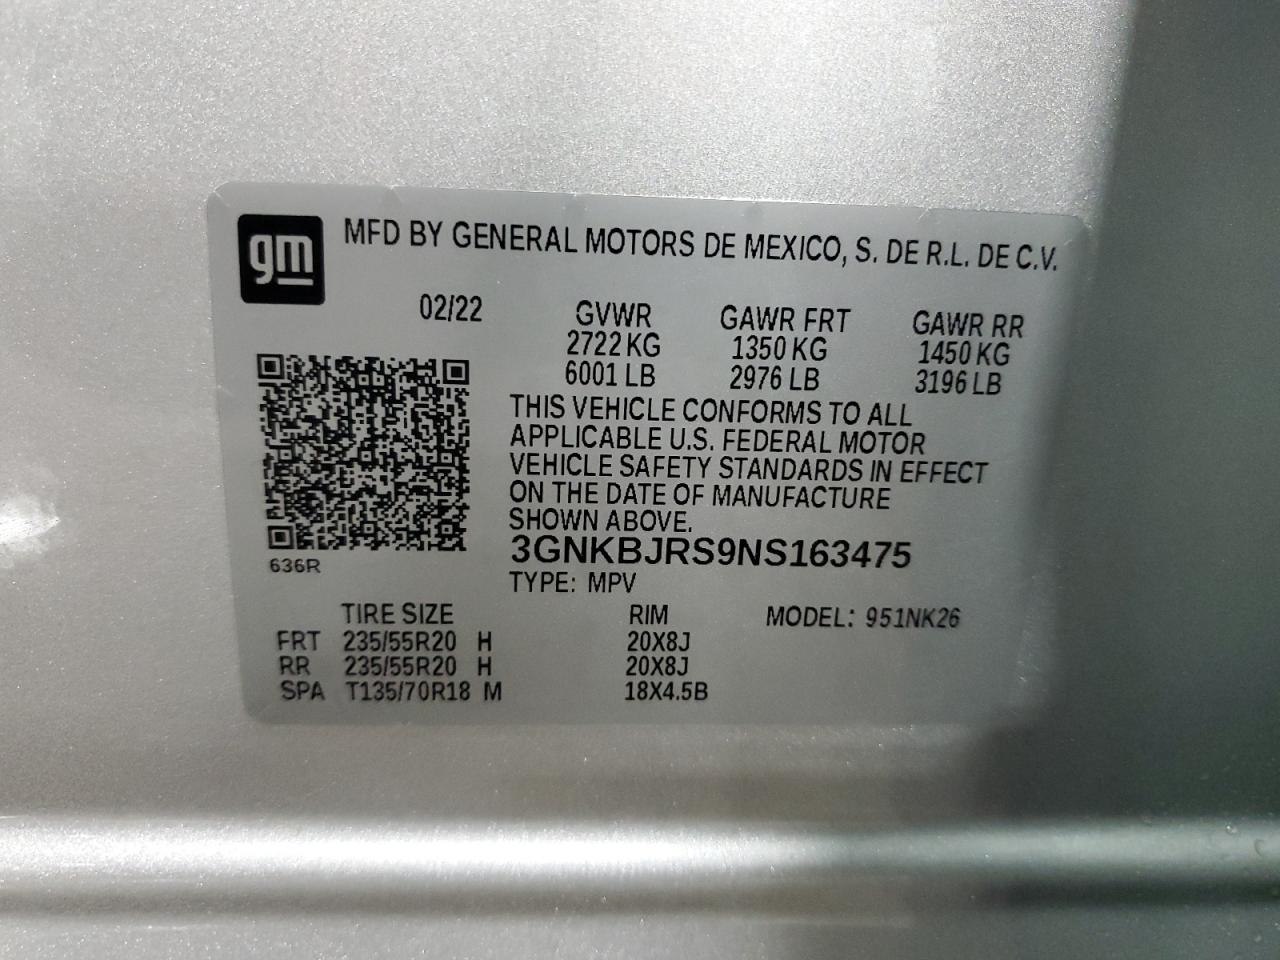 gm MFD BY GENERAL MOTORS DE MEXICO, S. DE R.L. DE C.V.
02/22 GVWR GAWR FRT GAWR RR
2722 KG 1350 KG 1450 KG
6001 LB 2976 LB 3196 LB
THIS VEHICLE CONFORMS TO ALL
APPLICABLE U.S. FEDERAL MOTOR
VEHICLE SAFETY STANDARDS IN EFFECT
ON THE DATE OF MANUFACTURE
SHOWN ABOVE.
3GNKBJRS9NS163475
636R
TYPE: MPV
TIRE SIZE RIM MODEL: 951NK26
FRT 235/55R20 H 20X8J
RR 235/55R20 H 20X8J
SPA T135/70R18 M 18X4.5B